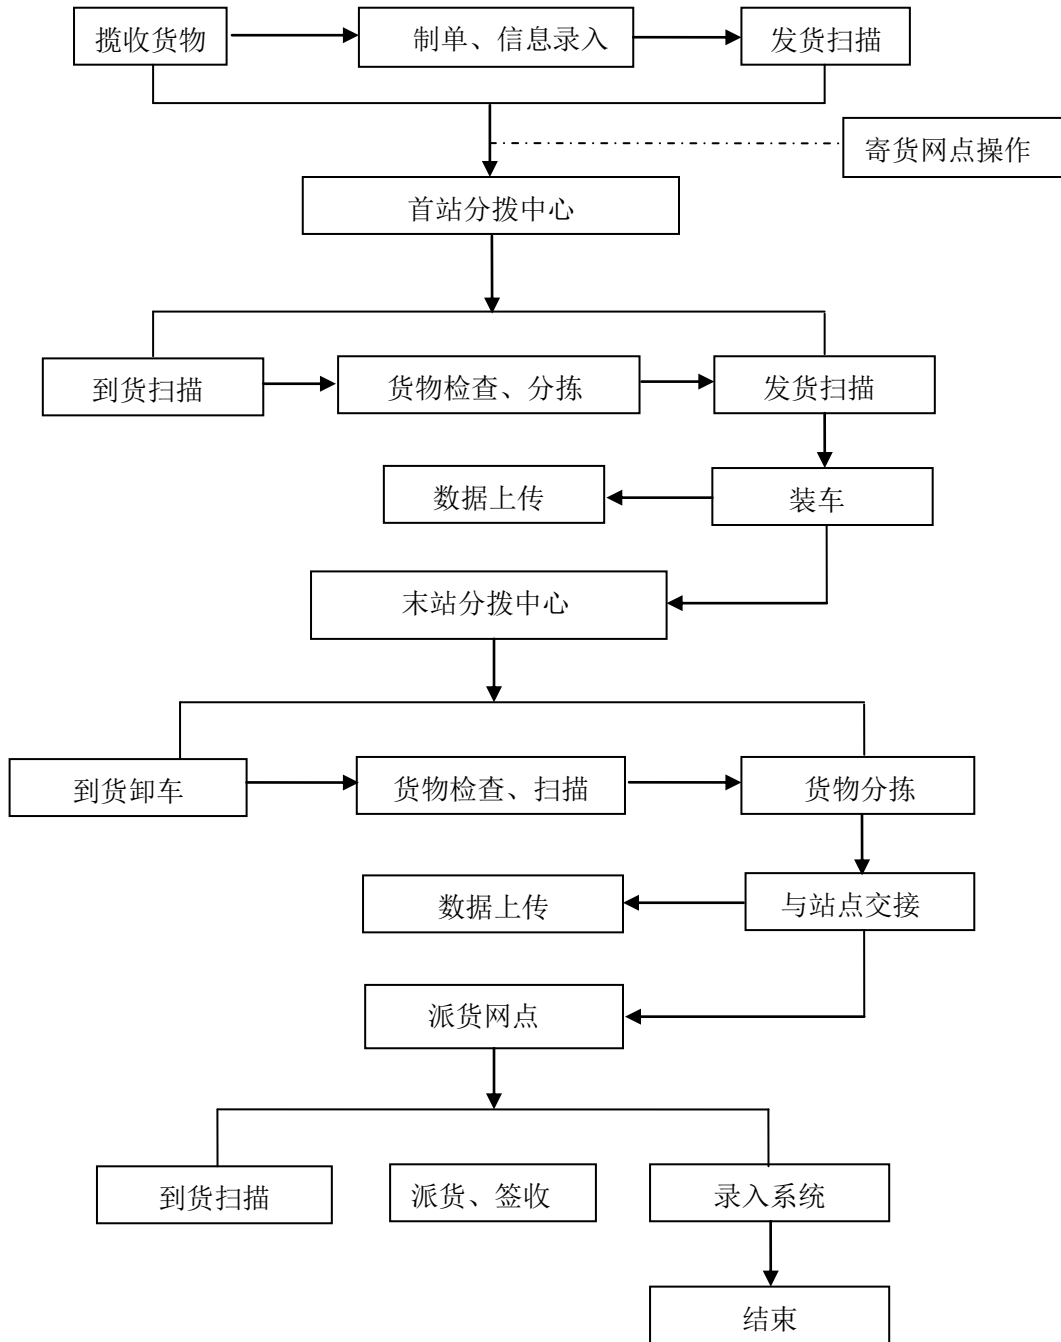 揽收货物
制单、信息录入
发货扫描
寄货网点操作
首站分拨中心
到货扫描
货物检查、分拣
发货扫描
数据上传
装车
末站分拨中心
到货卸车
货物检查、扫描
货物分拣
数据上传
与站点交接
派货网点
到货扫描
派货、签收
录入系统
结束